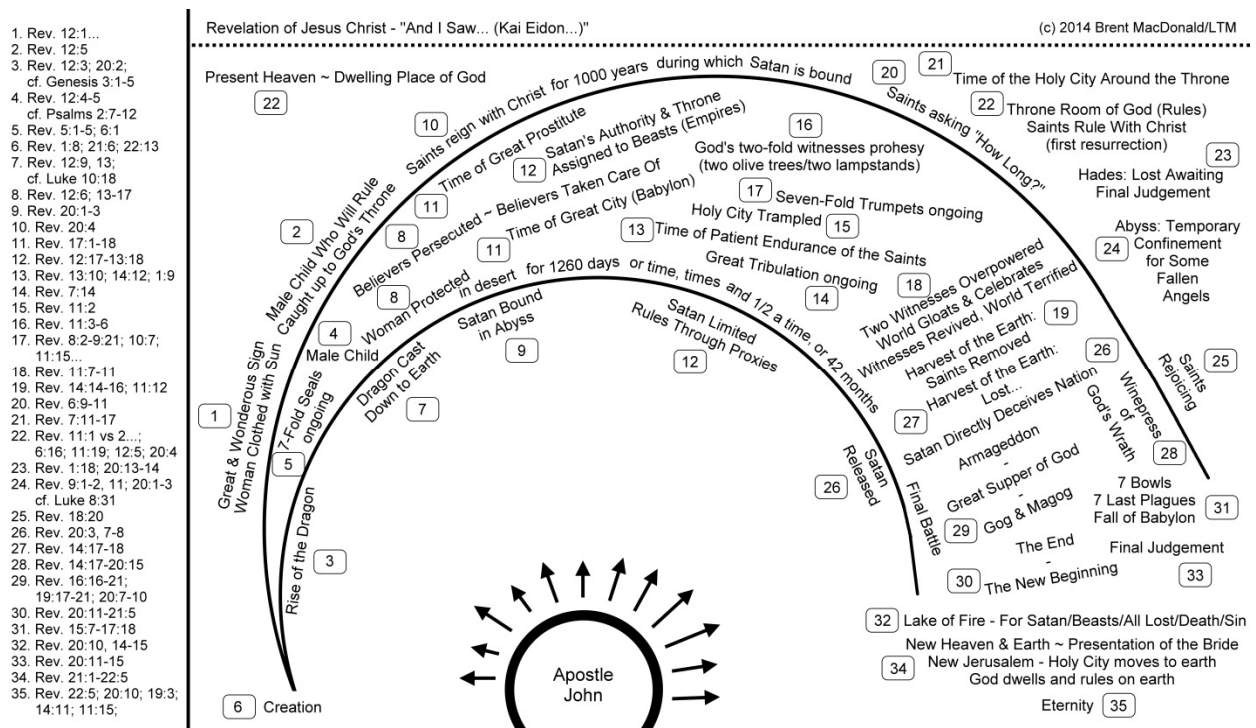 1. Rev. 12:1...
2. Rev. 12:5
3. Rev. 12:3; 20:2;
cf. Genesis 3:1-5
4. Rev. 12:4-5
cf. Psalms 2:7-12
5. Rev. 5:1-5; 6:1
6. Rev. 1:8; 21:6; 22:13
7. Rev. 12:9, 13;
cf. Luke 10:18
8. Rev. 12:6; 13-17
9. Rev. 20:1-3
10. Rev. 20:4
11. Rev. 17:1-18
12. Rev. 12:17-13:18
13. Rev. 13:10; 14:12; 1:9
14. Rev. 7:14
15. Rev. 11:2
16. Rev. 11:3-6
17. Rev. 8:2-9:21; 10:7;
11:15...
18. Rev. 11:7-11
19. Rev. 14:14-16; 11:12
20. Rev. 6:9-11
21. Rev. 7:11-17
22. Rev. 11:1 vs 2...;
6:16; 11:19; 12:5; 20:4
23. Rev. 1:18; 20:13-14
24. Rev. 9:1-2, 11; 20:1-3
cf. Luke 8:31
25. Rev. 18:20
26. Rev. 20:3, 7-8
27. Rev. 14:17-18
28. Rev. 14:17-20:15
29. Rev. 16:16-21;
19:17-21; 20:7-10
30. Rev. 20:11-21:5
31. Rev. 15:7-17:18
32. Rev. 20:10, 14-15
33. Rev. 20:11-15
34. Rev. 21:1-22:5
35. Rev. 22:5; 20:10; 19:3;
14:11; 11:15;
Revelation of Jesus Christ - "And I Saw... (Kai Eidon...)"
(c) 2014 Brent MacDonald/LTM
Present Heaven ~ Dwelling Place of God
22
10
Saints reign with Christ for 1000 years during which Satan is bound
20
Saints asking "How Long?"
21
Time of the Holy City Around the Throne
22
Throne Room of God (Rules)
Saints Rule With Christ
(first resurrection)
23
Hades: Lost Awaiting
Final Judgement
24
Abyss: Temporary
Confinement
for Some
Fallen
Angels
2
Male Child Who Will Rule
Caught up to God's Throne
1
Great & Wonderous Sign
Woman Clothed with Sun
11
Time of Great Prostitute
12
Satan's Authority & Throne
Assigned to Beasts (Empires)
16
God's two-fold witnesses prohesy
(two olive trees/two lampstands)
8
Believers Persecuted ~ Believers Taken Care Of
11
Time of Great City (Babylon)
17
Seven-Fold Trumpets ongoing
Holy City Trampled
15
13
Time of Patient Endurance of the Saints
Great Tribulation ongoing
14
4
Male Child
8
Woman Protected
in desert for 1260 days or time, times and 1/2 a time, or 42 months
5
7-Fold Seals
ongoing
18
Two Witnesses Overpowered
World Gloats & Celebrates
Witnesses Revived, World Terrified
19
Harvest of the Earth:
Saints Removed
27
Harvest of the Earth:
Lost...
26
Satan Directly Deceives Nation
25
Saints
Rejoicing
Winepress
of
God's Wrath
28
Armageddon
-
Great Supper of God
-
29
Gog & Magog
7 Bowls
7 Last Plagues
Fall of Babylon
31
Final Battle
The End
-
30
The New Beginning
Final Judgement
33
Dragon Cast
Down to Earth
7
Satan Bound
in Abyss
9
Satan Limited
Rules Through Proxies
12
Satan
Released
26
Rise of the Dragon
3
6
Creation
Apostle
John
32
Lake of Fire - For Satan/Beasts/All Lost/Death/Sin
34
New Heaven & Earth ~ Presentation of the Bride
New Jerusalem - Holy City moves to earth
God dwells and rules on earth
Eternity
35